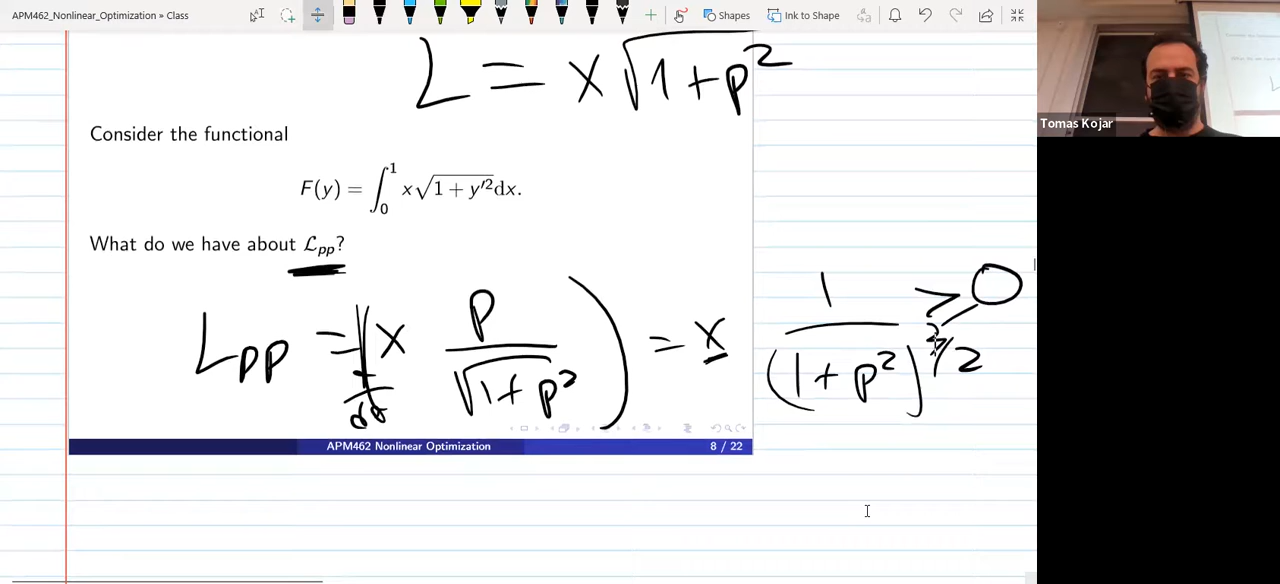 APM462_Nonlinear_Optimization » Class
Shapes
Ink to Shape
L = x√1+p²
Tomas Kojar
Consider the functional
F(y) = ∫₀¹ x√1 + y′² dx.
What do we have about ℒpp?
Lpp = d/dp (x p/√1+p²) = x 1/(1+p²)^3/2 ≥ 0
APM462 Nonlinear Optimization
8 / 22